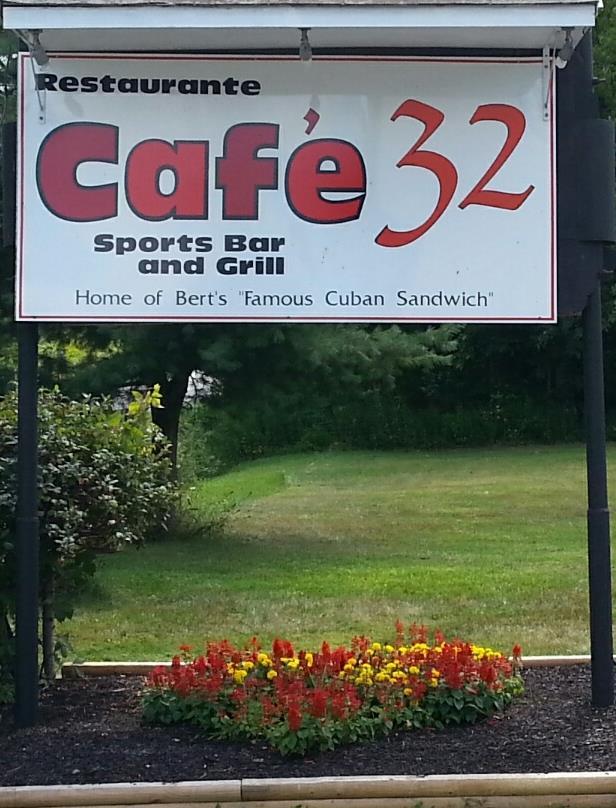 Restaurante
Café 32
Sports Bar
and Grill
Home of Bert's "Famous Cuban Sandwich"